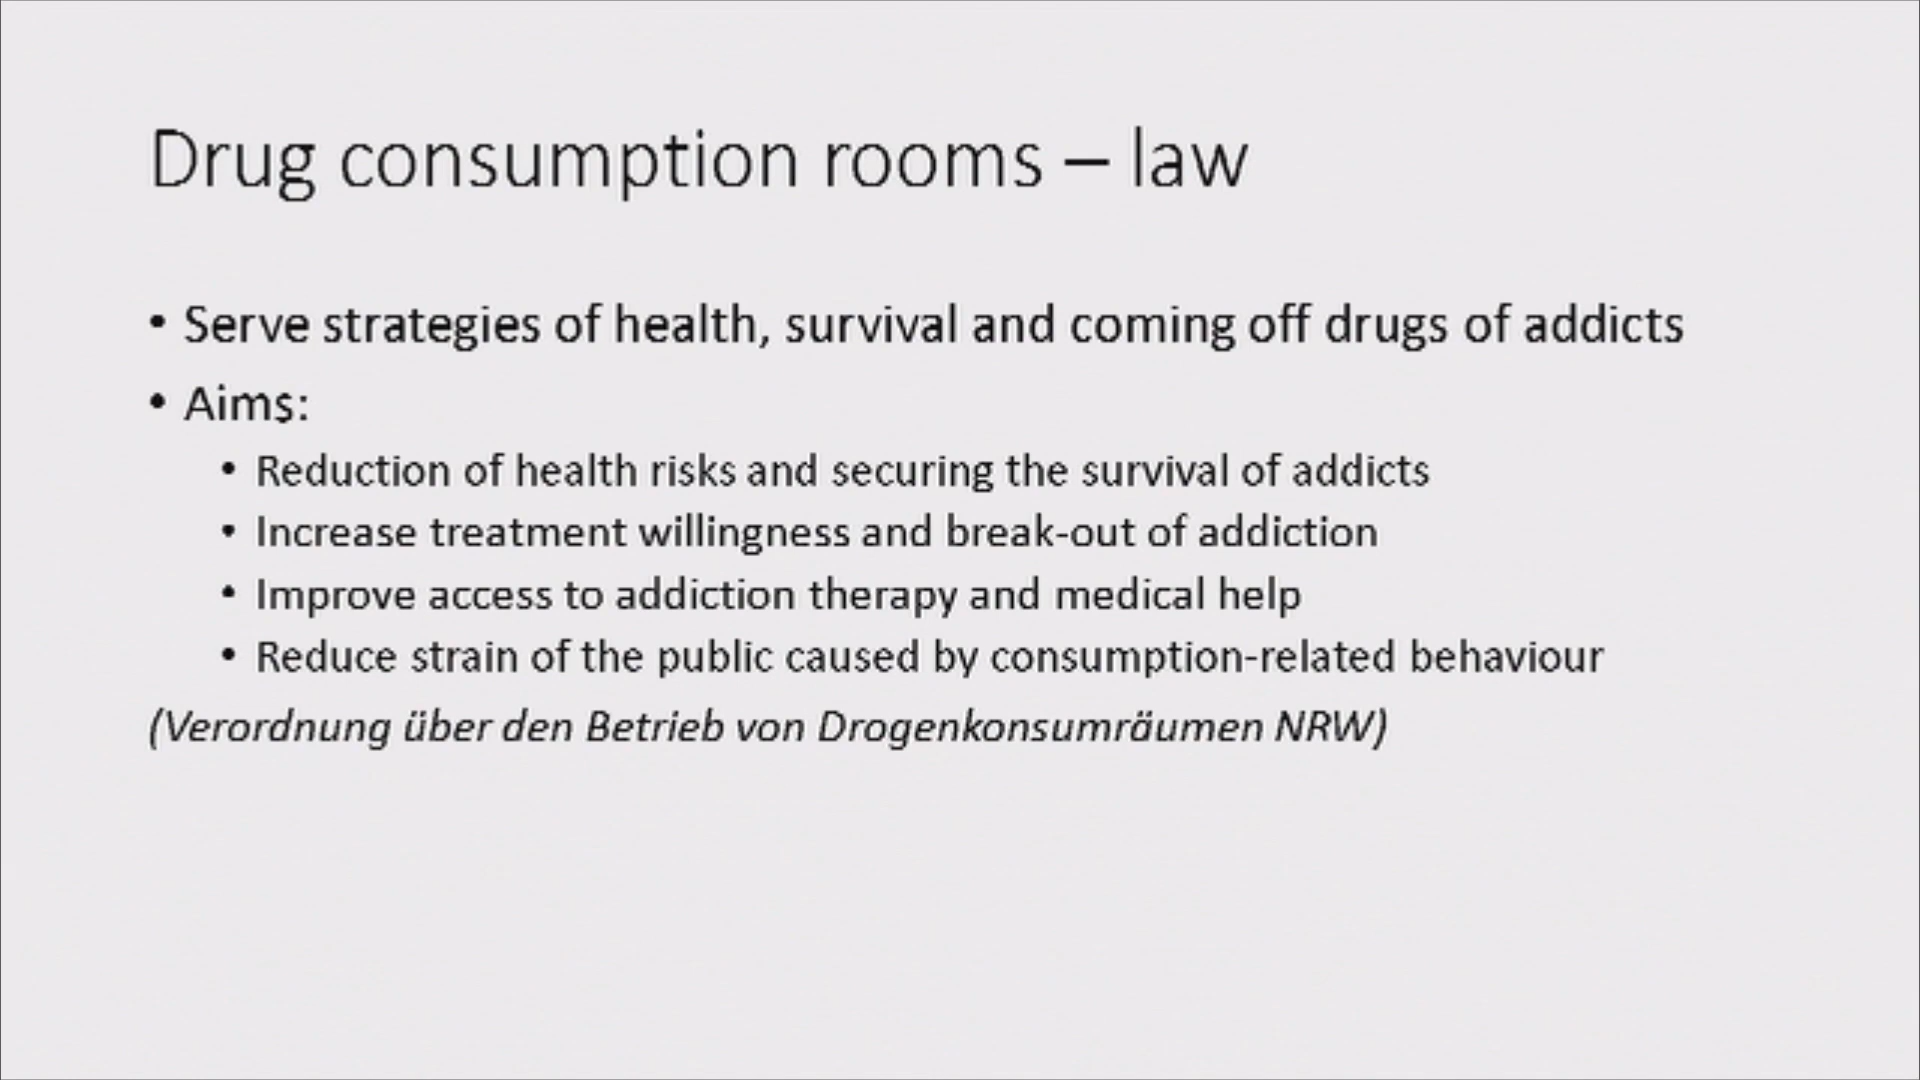 Drug consumption rooms – law
• Serve strategies of health, survival and coming off drugs of addicts
• Aims:
• Reduction of health risks and securing the survival of addicts
• Increase treatment willingness and break-out of addiction
• Improve access to addiction therapy and medical help
• Reduce strain of the public caused by consumption-related behaviour
(Verordnung über den Betrieb von Drogenkonsumräumen NRW)